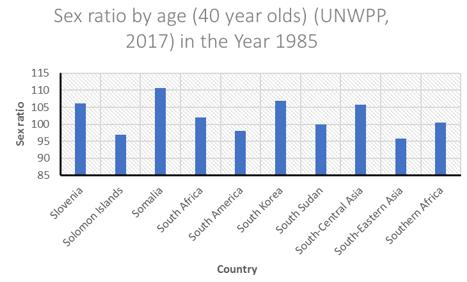 Sex ratio by age (40 year olds) (UNWPP,
2017) in the Year 1985
Sex ratio
115
110
105
100
95
90
85
Slovenia
Solomon Islands
Somalia
South Africa
South America
South Korea
South Sudan
South-Central Asia
South-Eastern Asia
Southern Africa
Country